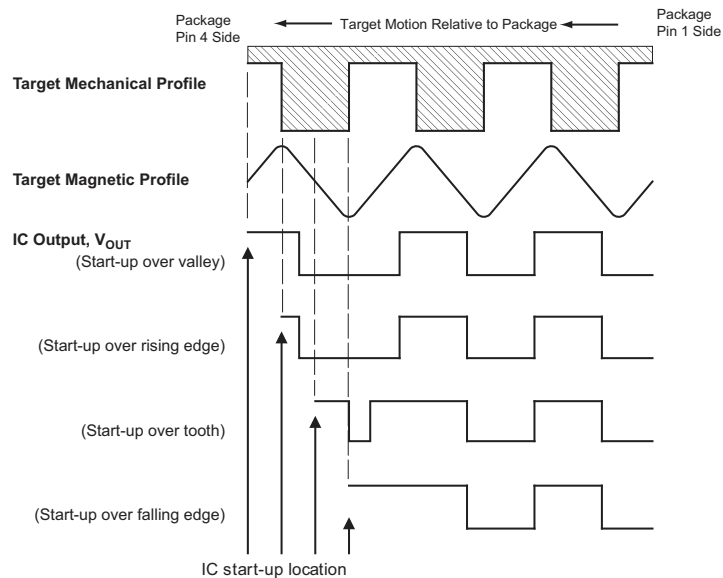 Package
Pin 4 Side
Target Motion Relative to Package
Package
Pin 1 Side
Target Mechanical Profile
Target Magnetic Profile
IC Output, VOUT
(Start-up over valley)
(Start-up over rising edge)
(Start-up over tooth)
(Start-up over falling edge)
IC start-up location